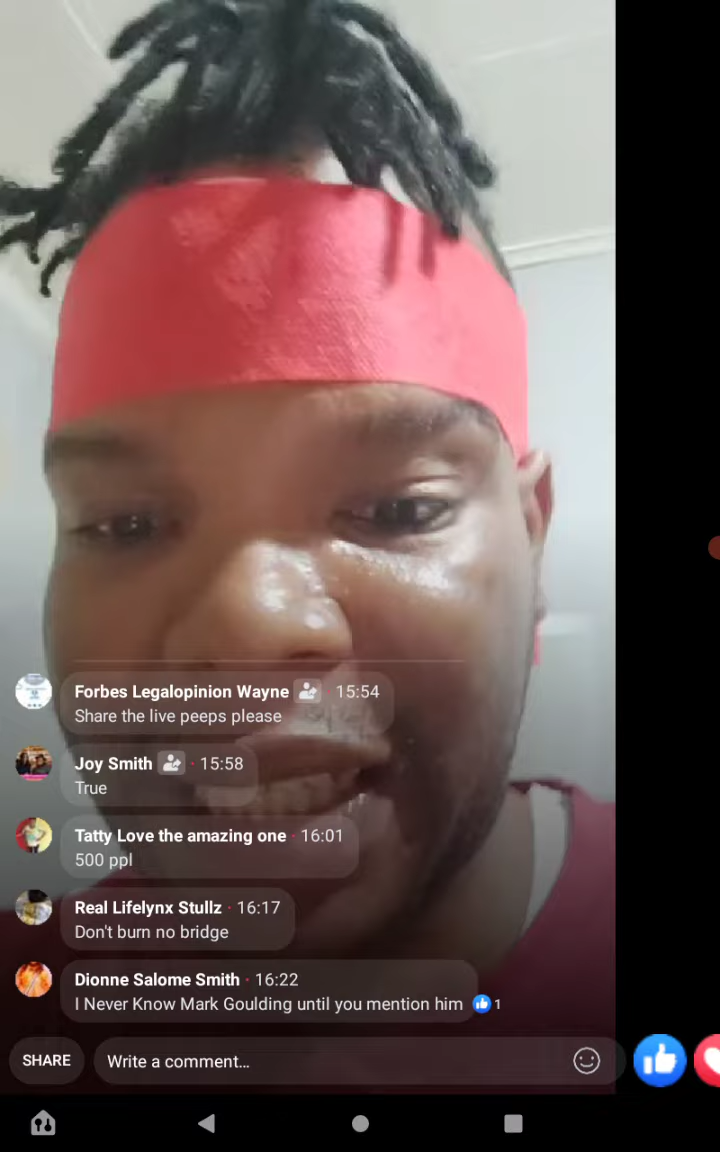 Forbes Legalopinion Wayne 15:54
Share the live peeps please
Joy Smith · 15:58
True
Tatty Love the amazing one · 16:01
500 ppl
Real Lifelynx Stullz · 16:17
Don't burn no bridge
Dionne Salome Smith · 16:22
I Never Know Mark Goulding until you mention him 1
SHARE Write a comment...